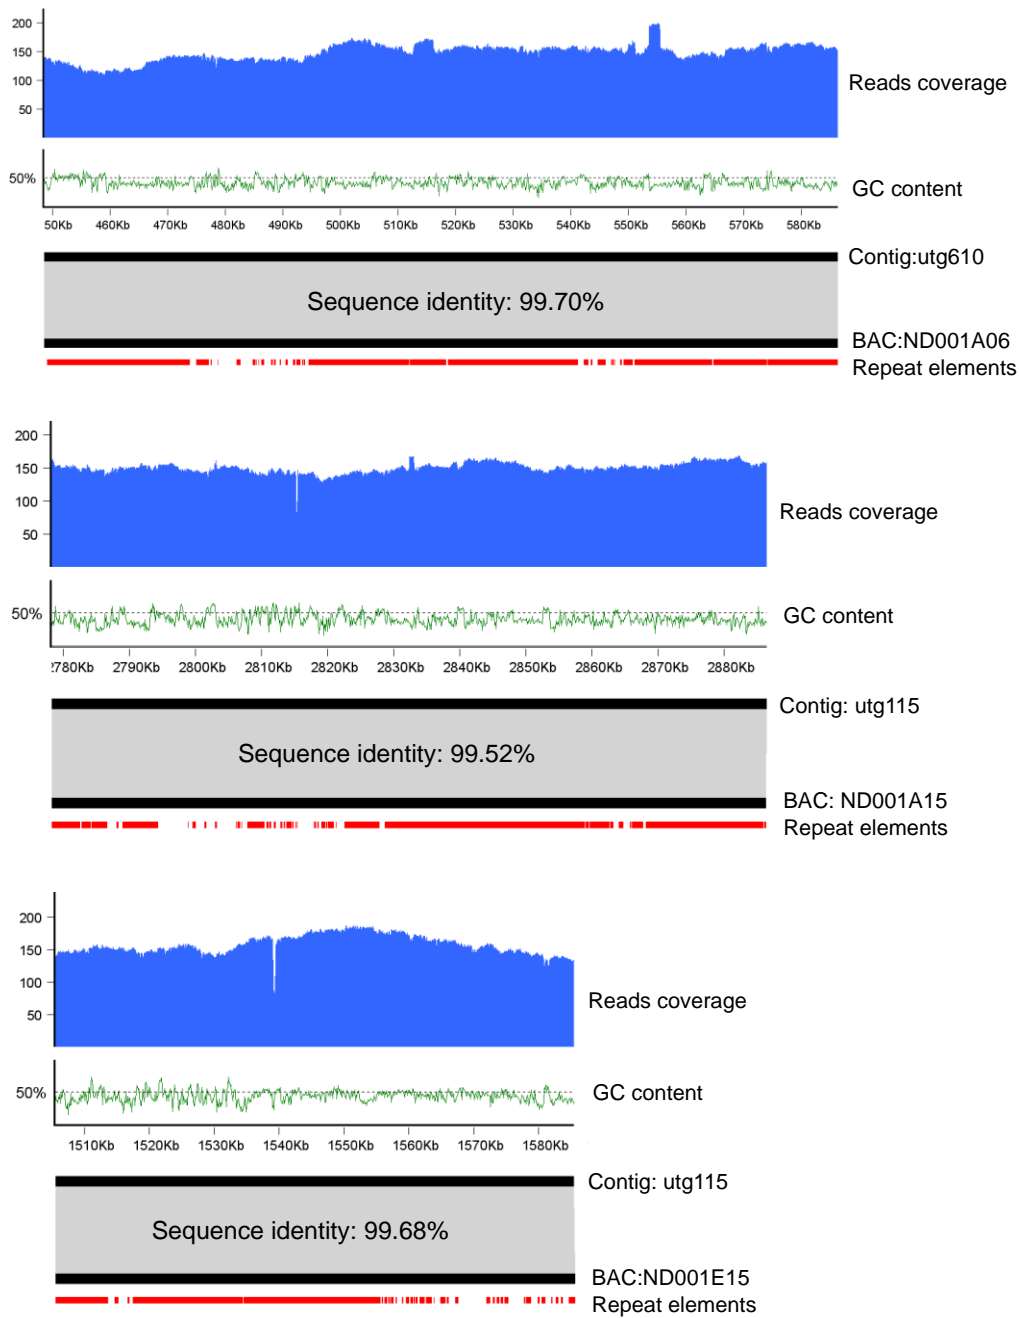 200
150
100
50
Reads coverage
50%
GC content
50Kb 460Kb 470Kb 480Kb 490Kb 500Kb 510Kb 520Kb 530Kb 540Kb 550Kb 560Kb 570Kb 580Kb
Contig:utg610
Sequence identity: 99.70%
BAC:ND001A06
Repeat elements
200
150
100
50
Reads coverage
50%
GC content
2780Kb 2790Kb 2800Kb 2810Kb 2820Kb 2830Kb 2840Kb 2850Kb 2860Kb 2870Kb 2880Kb
Contig: utg115
Sequence identity: 99.52%
BAC: ND001A15
Repeat elements
200
150
100
50
Reads coverage
50%
GC content
1510Kb 1520Kb 1530Kb 1540Kb 1550Kb 1560Kb 1570Kb 1580Kb
Contig: utg115
Sequence identity: 99.68%
BAC:ND001E15
Repeat elements